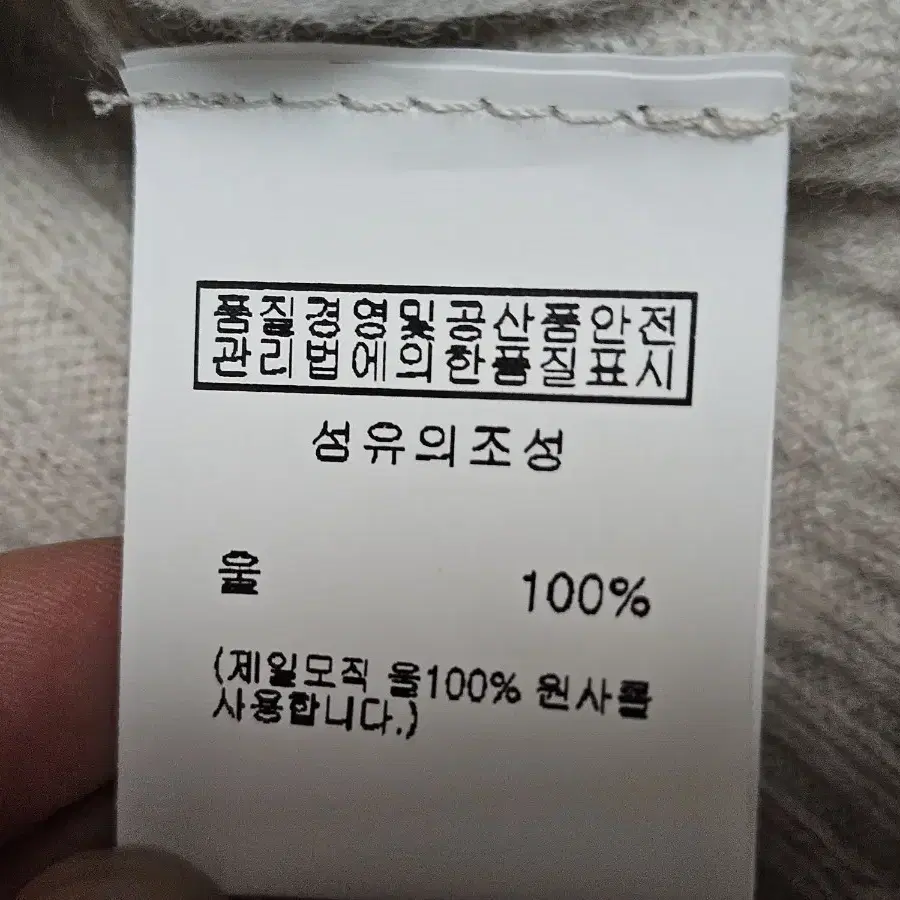 품질경영및공산품안전
관리법에의한품질표시
섬유의조성
울 100%
(제일모직 울100% 원사를
사용합니다.)